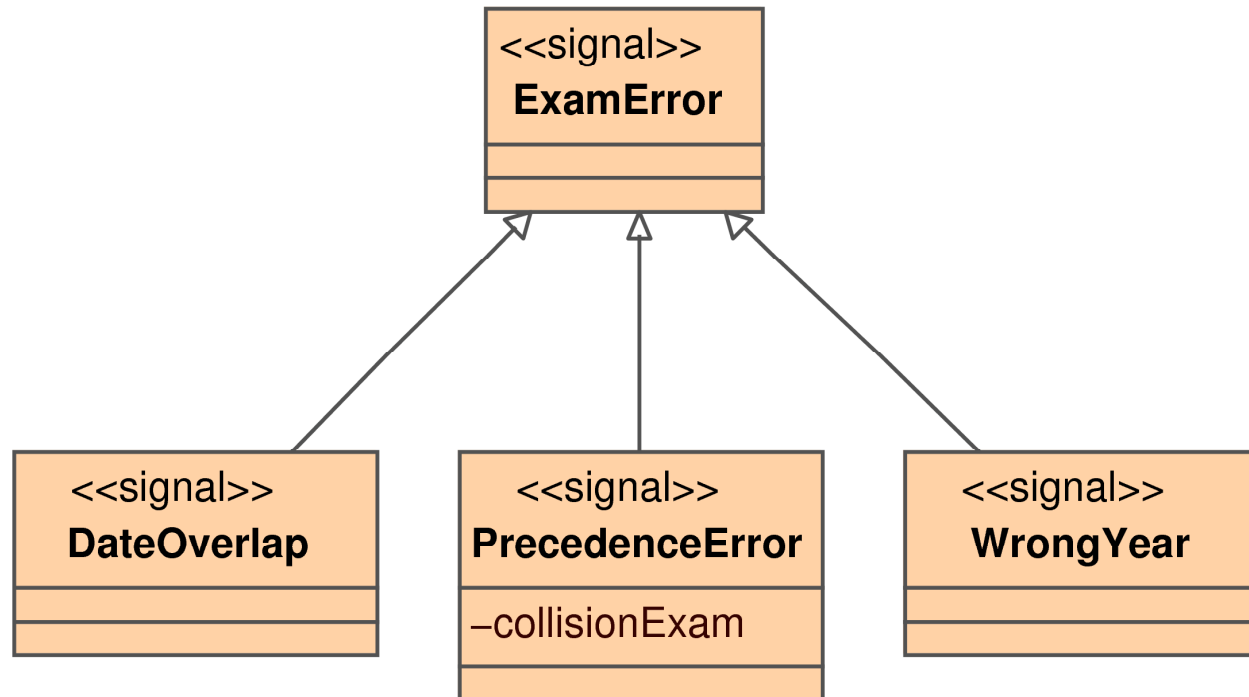 <<signal>>
ExamError
<<signal>>
DateOverlap
<<signal>>
PrecedenceError
–collisionExam
<<signal>>
WrongYear